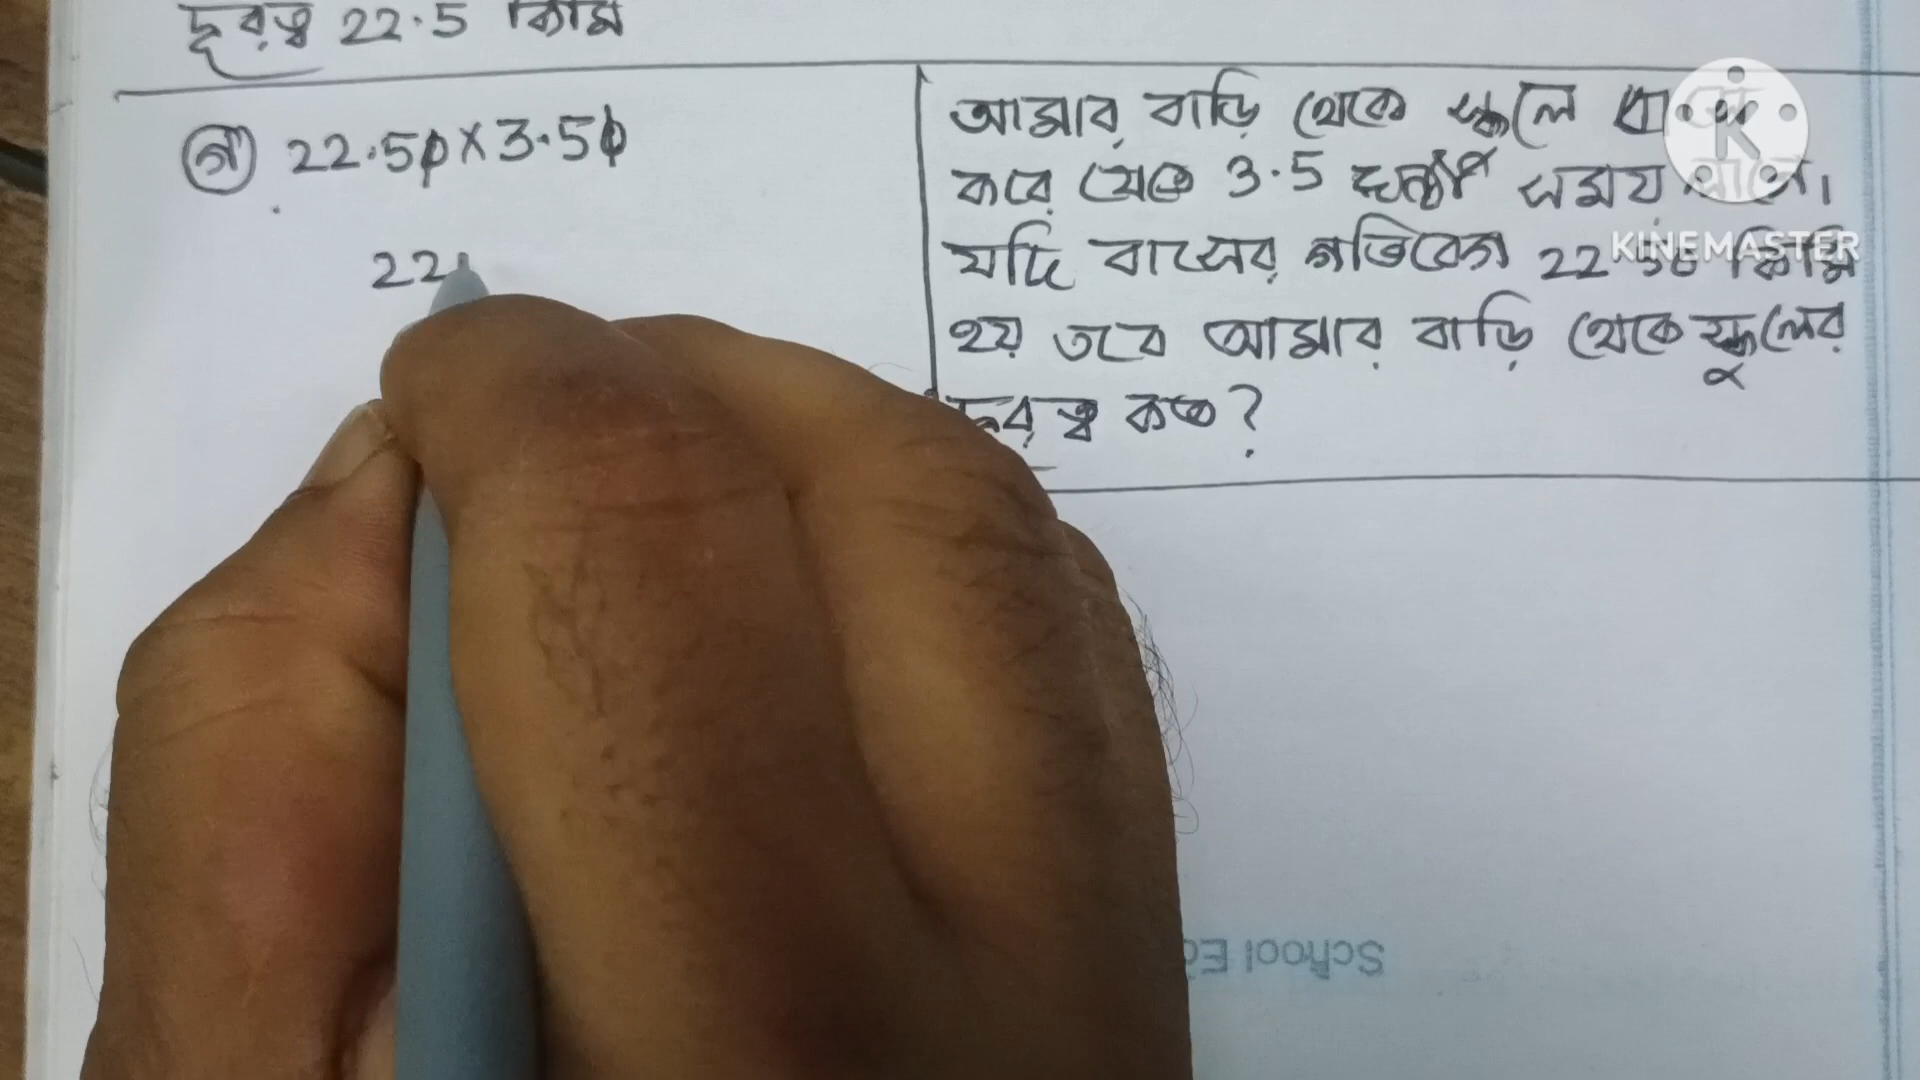 দূরত্ব 22.5 কিমি
গ 22.50 × 3.50
22.
আমার বাড়ি থেকে স্কুলে
করে যেতে 3.5 ঘন্টা সময়
যদি বাসের গতিবেগ 22.50 কিমি
হয় তবে আমার বাড়ি থেকে স্কুলের
দূরত্ব কত?
K
KINEMASTER
School